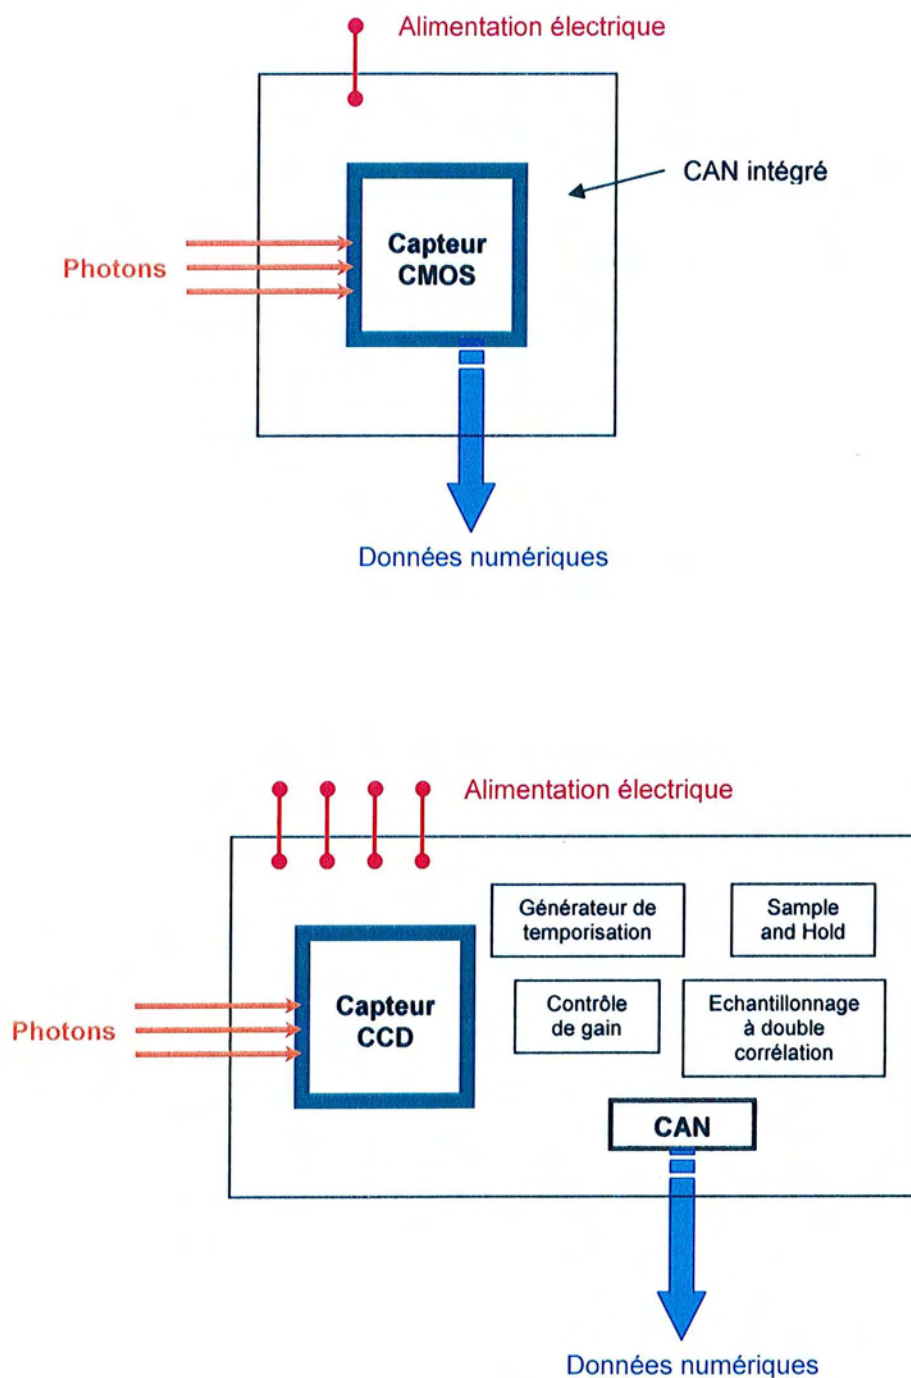 Alimentation électrique
CAN intégré
Photons
Capteur
CMOS
Données numériques
Alimentation électrique
Générateur de
temporisation
Sample
and Hold
Photons
Capteur
CCD
Contrôle
de gain
Echantillonnage
à double
corrélation
CAN
Données numériques